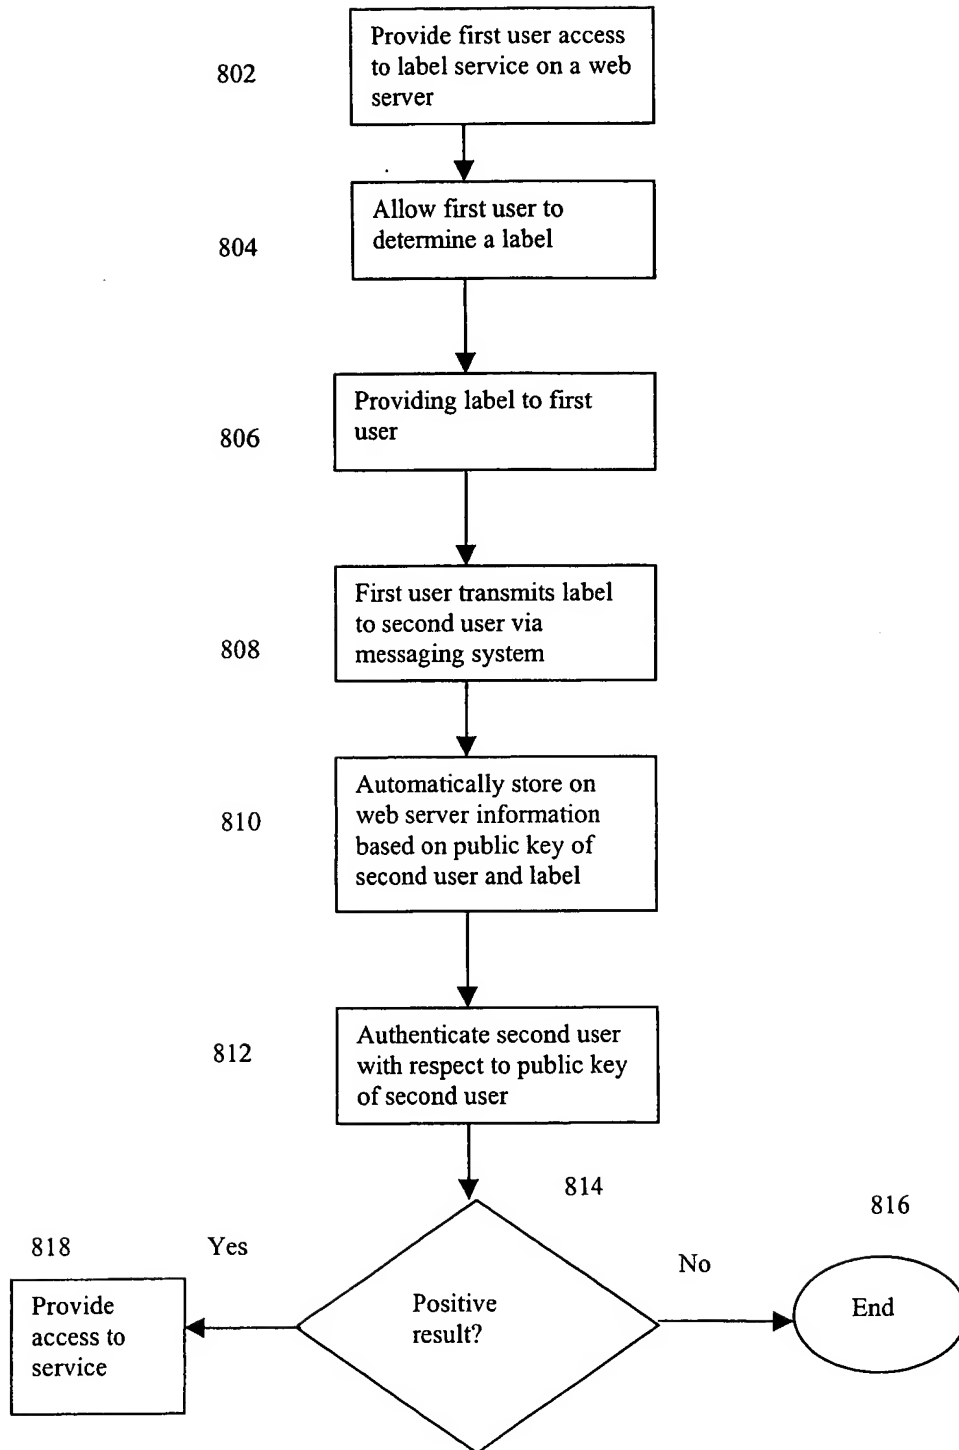 Provide first user access
to label service on a web
server
802
Allow first user to
determine a label
804
Providing label to first
user
806
First user transmits label
to second user via
messaging system
808
Automatically store on
web server information
based on public key of
second user and label
810
Authenticate second user
with respect to public key
of second user
812
814
816
818
Yes
No
Provide
access to
service
Positive
result?
End